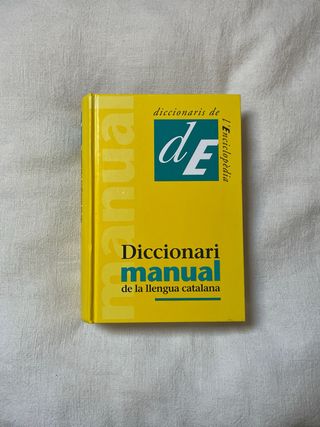 diccionaris de
l'Enciclopèdia
dE
manual
Diccionari
manual
de la llengua catalana